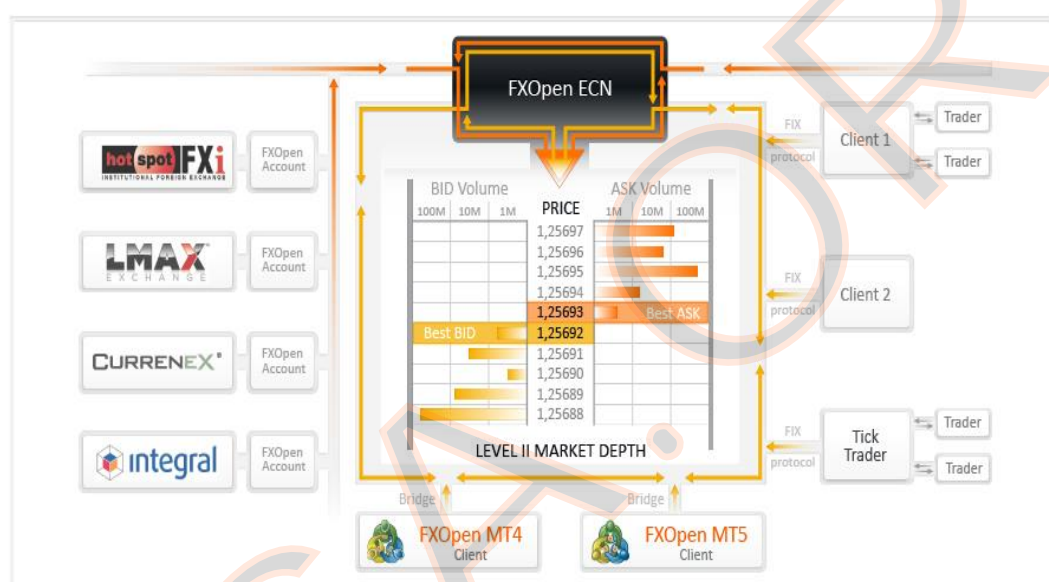 FXOpen ECN
hotspot FXi
INSTITUTIONAL FOREIGN EXCHANGE
FXOpen
Account
LMAX
EXCHANGE
FXOpen
Account
CURRENEX
FXOpen
Account
integral
FXOpen
Account
BID Volume
PRICE
ASK Volume
100M 10M 1M
1M 10M 100M
1,25697
1,25696
1,25695
1,25694
1,25693 Best ASK
Best BID 1,25692
1,25691
1,25690
1,25689
1,25688
LEVEL II MARKET DEPTH
FIX
protocol
Client 1
Trader
Trader
FIX
protocol
Client 2
FIX
protocol
Tick
Trader
Trader
Trader
Bridge
Bridge
FXOpen MT4
Client
FXOpen MT5
Client